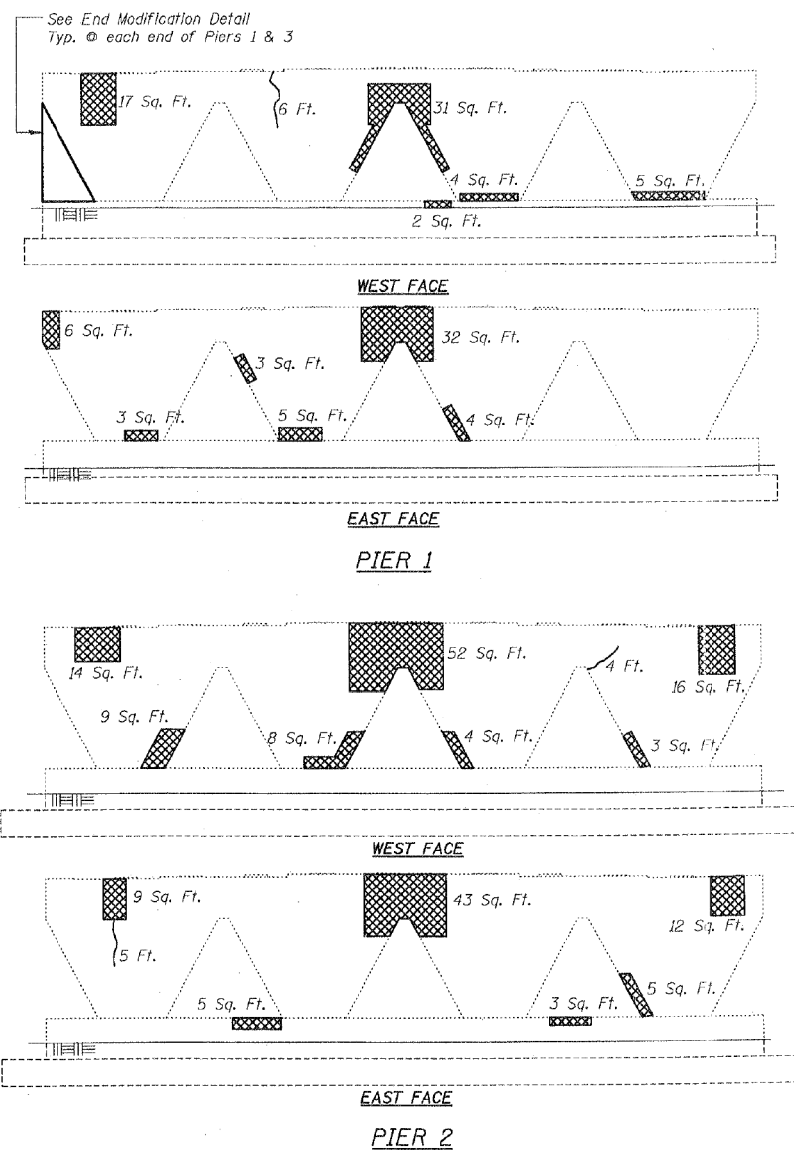 See End Modification Detail
Typ. @ each end of Piers 1 & 3
17 Sq. Ft.
6 Ft.
31 Sq. Ft.
4 Sq. Ft.
5 Sq. Ft.
2 Sq. Ft.
WEST FACE
6 Sq. Ft.
3 Sq. Ft.
32 Sq. Ft.
3 Sq. Ft.
5 Sq. Ft.
4 Sq. Ft.
EAST FACE
PIER 1
14 Sq. Ft.
52 Sq. Ft.
4 Ft.
16 Sq. Ft.
9 Sq. Ft.
8 Sq. Ft.
4 Sq. Ft.
3 Sq. Ft.
WEST FACE
9 Sq. Ft.
43 Sq. Ft.
12 Sq. Ft.
5 Ft.
5 Sq. Ft.
3 Sq. Ft.
5 Sq. Ft.
EAST FACE
PIER 2